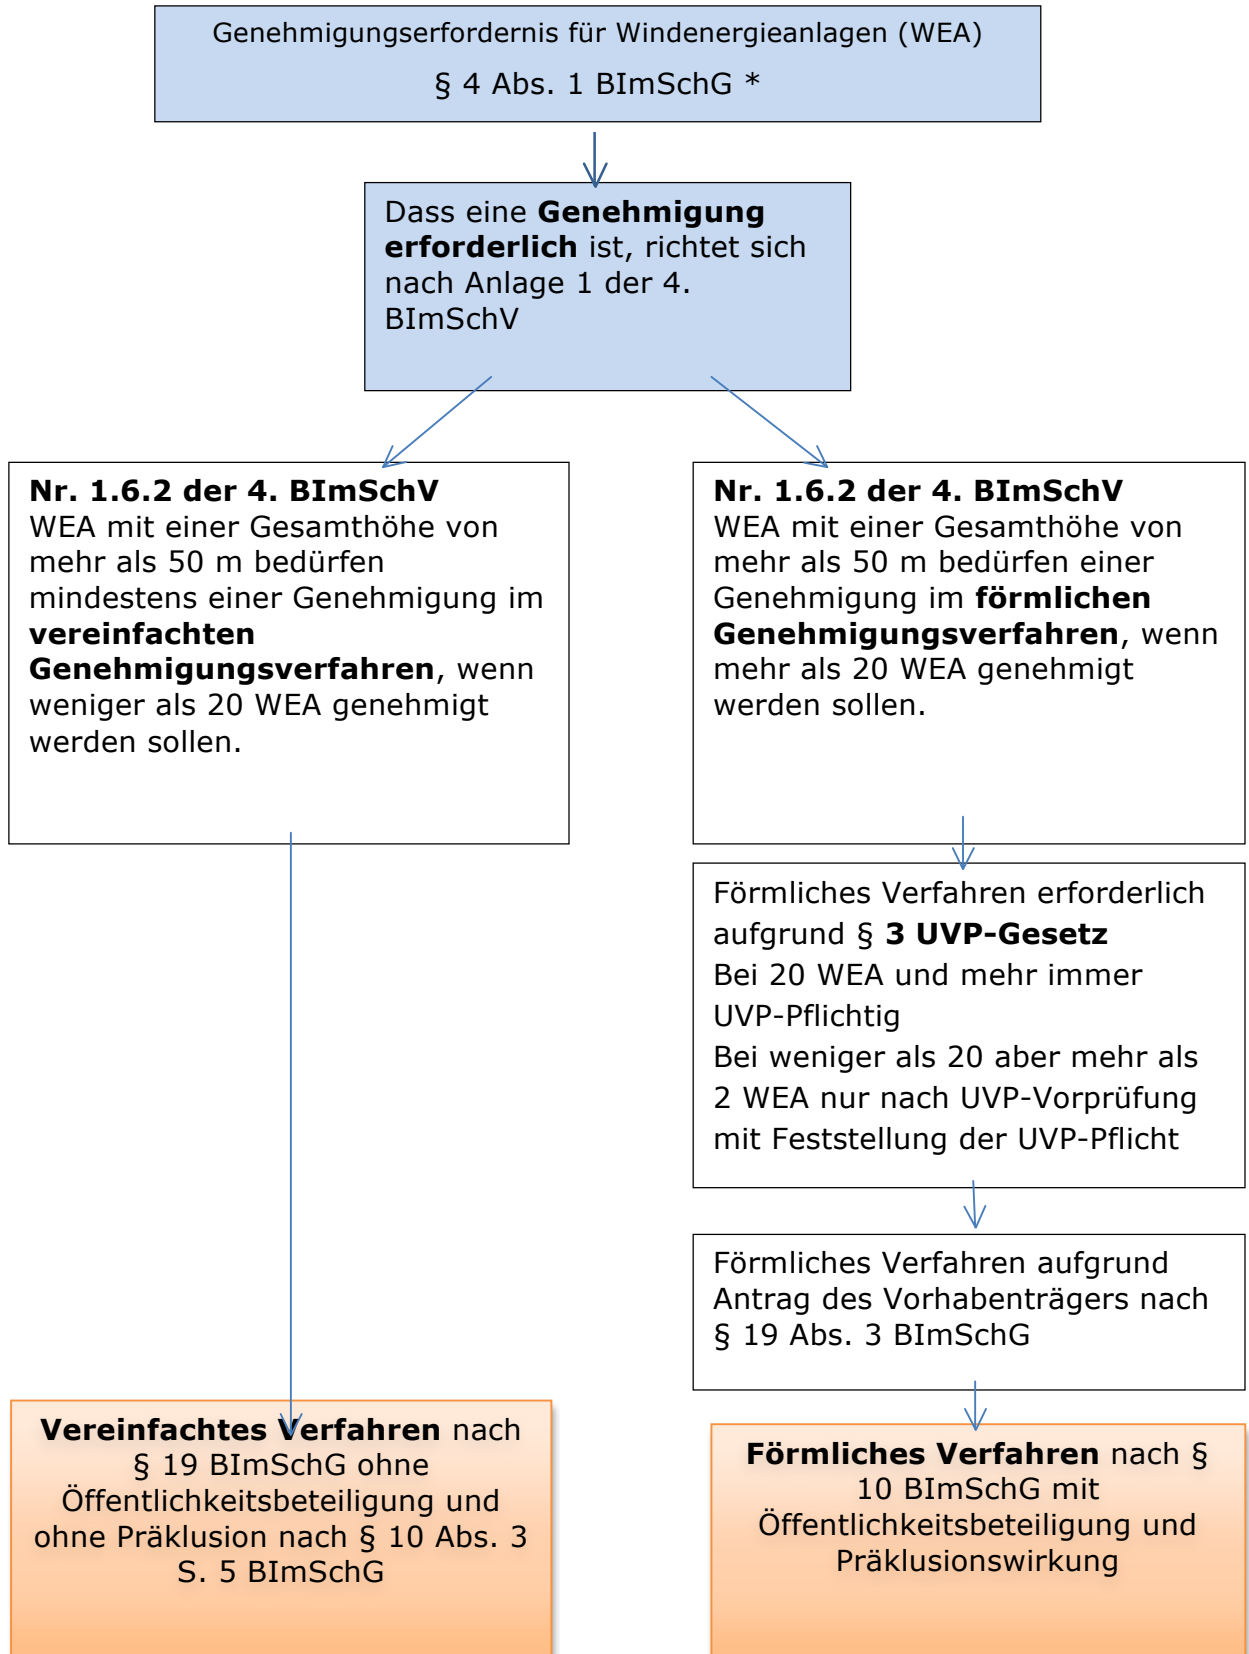 Genehmigungserfordernis für Windenergieanlagen (WEA)
§ 4 Abs. 1 BImSchG *
Dass eine Genehmigung
erforderlich ist, richtet sich
nach Anlage 1 der 4.
BImSchV
Nr. 1.6.2 der 4. BImSchV
WEA mit einer Gesamthöhe von
mehr als 50 m bedürfen
mindestens einer Genehmigung im
vereinfachten
Genehmigungsverfahren, wenn
weniger als 20 WEA genehmigt
werden sollen.
Nr. 1.6.2 der 4. BImSchV
WEA mit einer Gesamthöhe von
mehr als 50 m bedürfen einer
Genehmigung im förmlichen
Genehmigungsverfahren, wenn
mehr als 20 WEA genehmigt
werden sollen.
Förmliches Verfahren erforderlich
aufgrund § 3 UVP-Gesetz
Bei 20 WEA und mehr immer
UVP-Pflichtig
Bei weniger als 20 aber mehr als
2 WEA nur nach UVP-Vorprüfung
mit Feststellung der UVP-Pflicht
Förmliches Verfahren aufgrund
Antrag des Vorhabenträgers nach
§ 19 Abs. 3 BImSchG
Vereinfachtes Verfahren nach
§ 19 BImSchG ohne
Öffentlichkeitsbeteiligung und
ohne Präklusion nach § 10 Abs. 3
S. 5 BImSchG
Förmliches Verfahren nach §
10 BImSchG mit
Öffentlichkeitsbeteiligung und
Präklusionswirkung